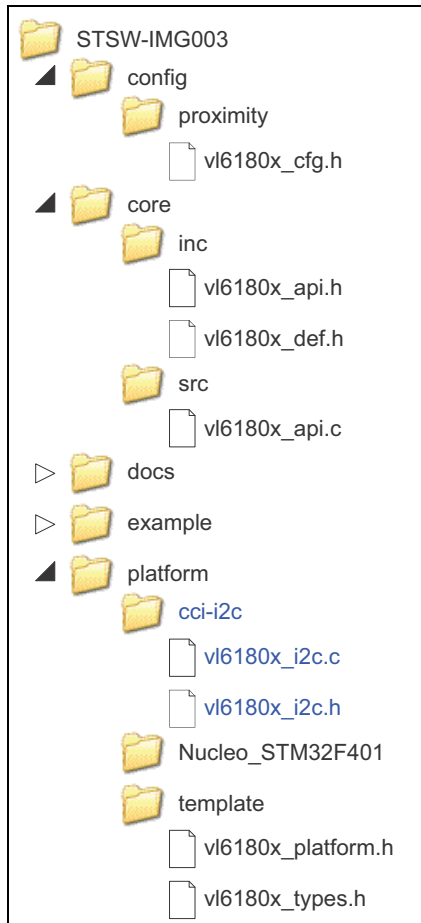 STSW-IMG003
config
proximity
vl6180x_cfg.h
core
inc
vl6180x_api.h
vl6180x_def.h
src
vl6180x_api.c
docs
example
platform
cci-i2c
vl6180x_i2c.c
vl6180x_i2c.h
Nucleo_STM32F401
template
vl6180x_platform.h
vl6180x_types.h